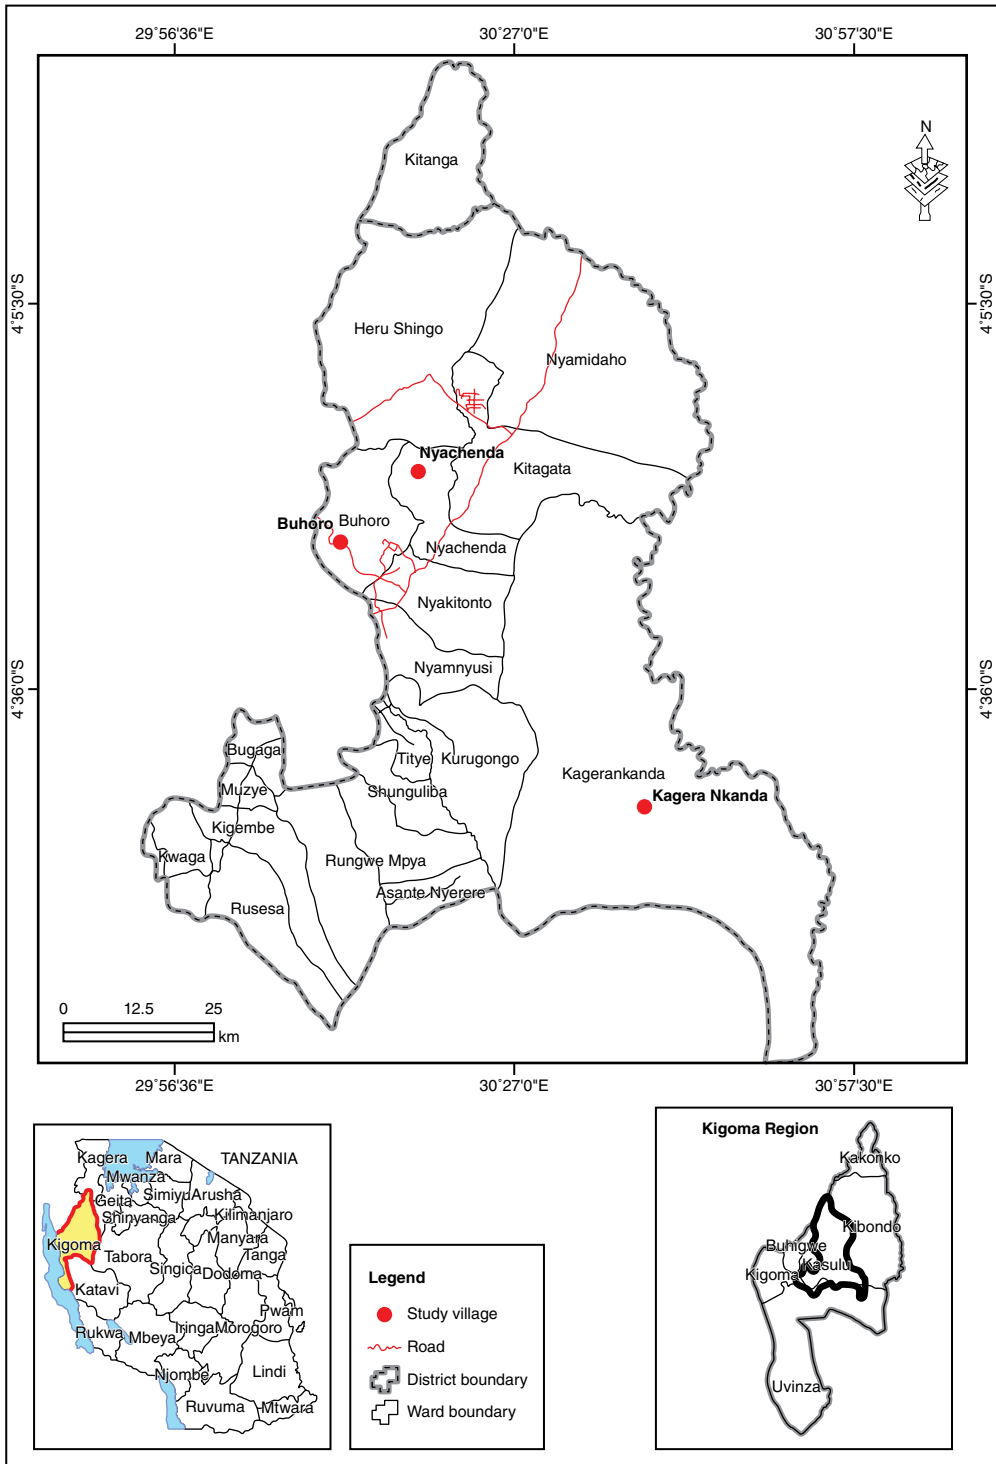 29°56'36"E
30°27'0"E
30°57'30"E
N
Kitanga
4°5'30"S
4°5'30"S
Heru Shingo
Nyamidaho
Nyachenda
Kitagata
Buhoro
Buhoro
Nyachenda
Nyakitonto
Nyamnyusi
4°36'0"S
4°36'0"S
Bugaga
Titye
Kurugongo
Kagerankanda
Muzye
Shunguliba
Kagera Nkanda
Kigembe
Kwaga
Rungwe Mpya
Asante Nyerere
Rusesa
0
12.5
25
km
29°56'36"E
30°27'0"E
30°57'30"E
Kagera
Mara
TANZANIA
Mwanza
Geita
Simiyu
Arusha
Shinyanga
Kilimanjaro
Kigoma
Manyara
Tabora
Tanga
Singica
Dodoma
Katavi
Pwam
Rukwa
Mbeya
Iringa
Morogoro
Njombe
Lindi
Ruvuma
Mtwara
Legend
Study village
Road
District boundary
Ward boundary
Kigoma Region
Kakonko
Kibondo
Buhigwe
Kasulu
Kigoma
Uvinza